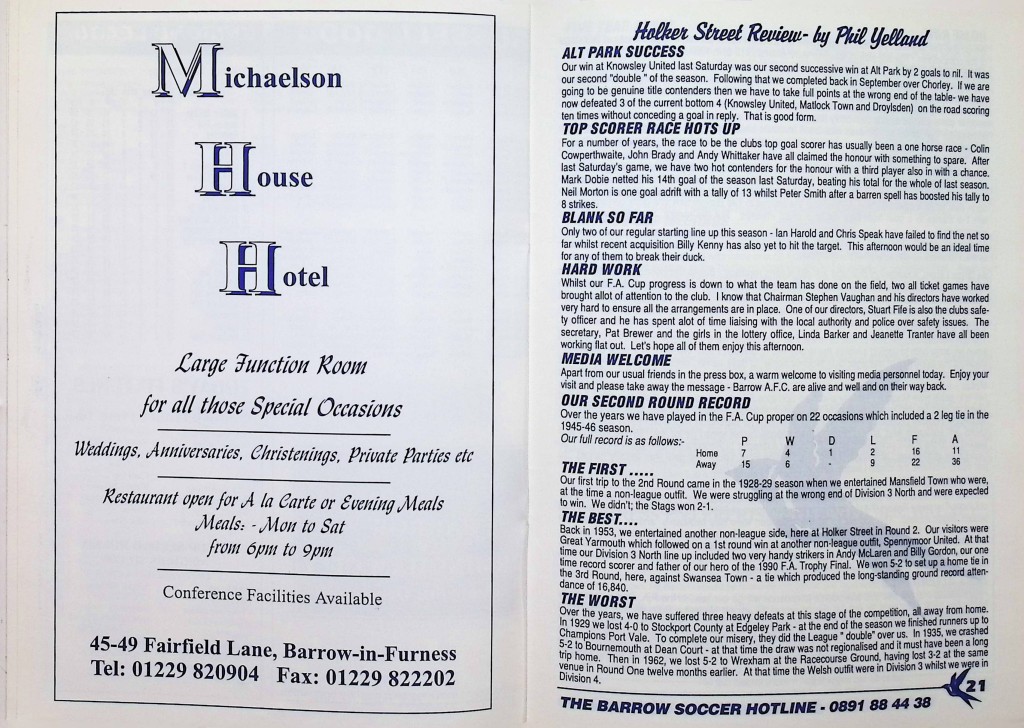 Michaelson
House
Hotel
Large Function Room
for all those Special Occasions
Weddings, Anniversaries, Christenings, Private Parties etc
Restaurant open for A la Carte or Evening Meals
Meals: - Mon to Sat
from 6pm to 9pm
Conference Facilities Available
45-49 Fairfield Lane, Barrow-in-Furness
Tel: 01229 820904 Fax: 01229 822202
Holker Street Review- by Phil Yelland
ALT PARK SUCCESS
Our win at Knowsley United last Saturday was our second successive win at Alt Park by 2 goals to nil. It was
our second "double " of the season. Following that we completed back in September over Chorley. If we are
going to be genuine title contenders then we have to take full points at the wrong end of the table- we have
now defeated 3 of the current bottom 4 (Knowsley United, Matlock Town and Droylsden) on the road scoring
ten times without conceding a goal in reply. That is good form.
TOP SCORER RACE HOTS UP
For a number of years, the race to be the clubs top goal scorer has usually been a one horse race - Colin
Cowperthwaite, John Brady and Andy Whittaker have all claimed the honour with something to spare. After
last Saturday's game, we have two hot contenders for the honour with a third player also in with a chance.
Mark Dobie netted his 14th goal of the season last Saturday, beating his total for the whole of last season.
Neil Morton is one goal adrift with a tally of 13 whilst Peter Smith after a barren spell has boosted his tally to
8 strikes.
BLANK SO FAR
Only two of our regular starting line up this season - Ian Harold and Chris Speak have failed to find the net so
far whilst recent acquisition Billy Kenny has also yet to hit the target. This afternoon would be an ideal time
for any of them to break their duck.
HARD WORK
Whilst our F.A. Cup progress is down to what the team has done on the field, two all ticket games have
brought allot of attention to the club. I know that Chairman Stephen Vaughan and his directors have worked
very hard to ensure all the arrangements are in place. One of our directors, Stuart Fife is also the clubs safe-
ty officer and he has spent alot of time liaising with the local authority and police over safety issues. The
secretary, Pat Brewer and the girls in the lottery office, Linda Barker and Jeanette Tranter have all been
working flat out. Let's hope all of them enjoy this afternoon.
MEDIA WELCOME
Apart from our usual friends in the press box, a warm welcome to visiting media personnel today. Enjoy your
visit and please take away the message - Barrow A.F.C. are alive and well and on their way back.
OUR SECOND ROUND RECORD
Over the years we have played in the F.A. Cup proper on 22 occasions which included a 2 leg tie in the
1945-46 season.
Our full record is as follows:- P W D L F A
Home 7 4 1 2 16 11
Away 15 6 - 9 22 36
THE FIRST .....
Our first trip to the 2nd Round came in the 1928-29 season when we entertained Mansfield Town who were,
at the time a non-league outfit. We were struggling at the wrong end of Division 3 North and were expected
to win. We didn't; the Stags won 2-1.
THE BEST....
Back in 1953, we entertained another non-league side, here at Holker Street in Round 2. Our visitors were
Great Yarmouth which followed on a 1st round win at another non-league outfit, Spennymoor United. At that
time our Division 3 North line up included two very handy strikers in Andy McLaren and Billy Gordon, our one
time record scorer and father of our hero of the 1990 F.A. Trophy Final. We won 5-2 to set up a home tie in
the 3rd Round, here, against Swansea Town - a tie which produced the long-standing ground record atten-
dance of 16,840.
THE WORST
Over the years, we have suffered three heavy defeats at this stage of the competition, all away from home.
In 1929 we lost 4-0 to Stockport County at Edgeley Park - at the end of the season we finished runners up to
Champions Port Vale. To complete our misery, they did the League " double" over us. In 1935, we crashed
5-2 to Bournemouth at Dean Court - at that time the draw was not regionalised and it must have been a long
trip home. Then in 1962, we lost 5-2 to Wrexham at the Racecourse Ground, having lost 3-2 at the same
venue in Round One twelve months earlier. At that time the Welsh outfit were in Division 3 whilst we were in
Division 4.
21
THE BARROW SOCCER HOTLINE - 0891 88 44 38